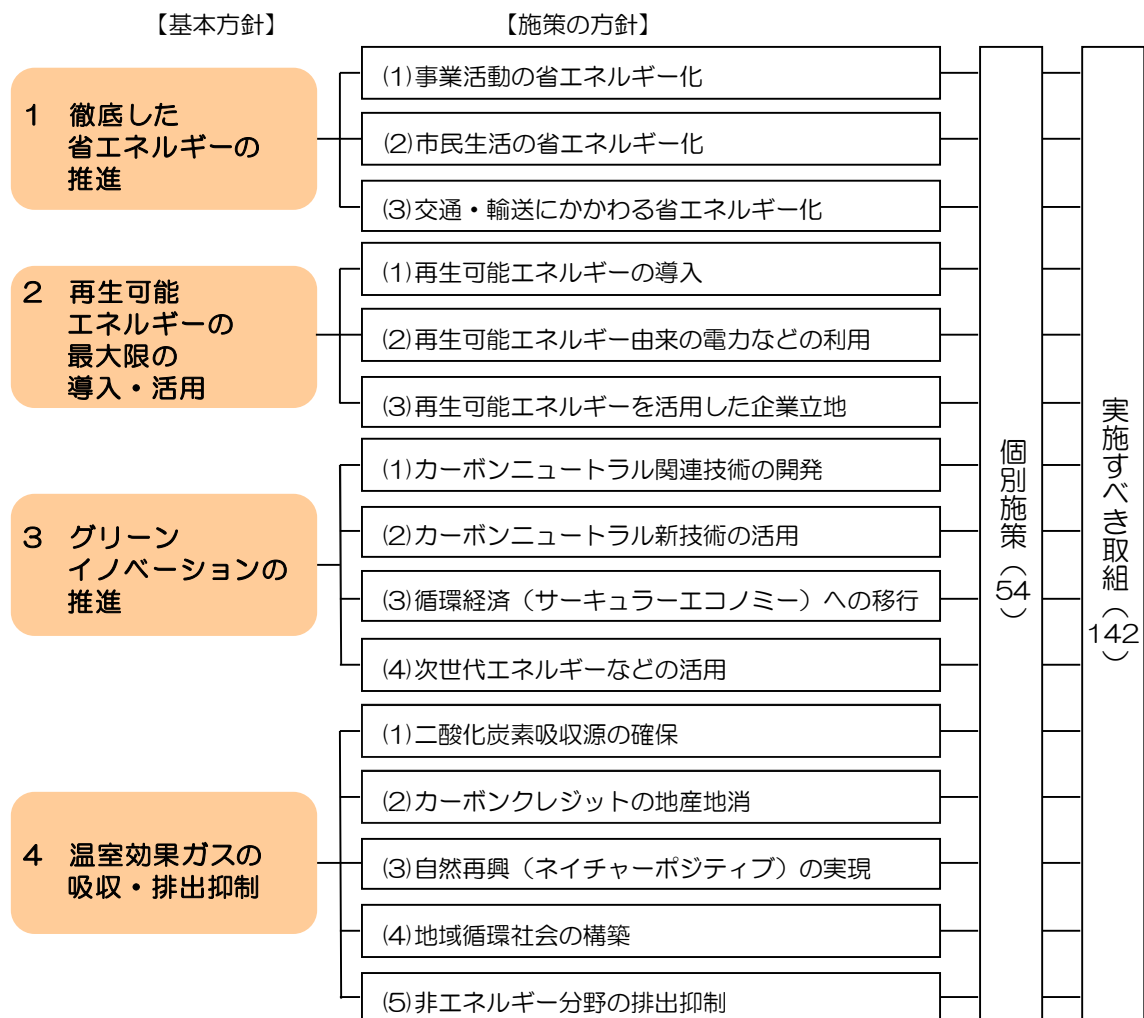 【基本方針】
【施策の方針】
1 徹底した
省エネルギーの
推進
(1)事業活動の省エネルギー化
(2)市民生活の省エネルギー化
(3)交通・輸送にかかわる省エネルギー化
2 再生可能
エネルギーの
最大限の
導入・活用
(1)再生可能エネルギーの導入
(2)再生可能エネルギー由来の電力などの利用
(3)再生可能エネルギーを活用した企業立地
3 グリーン
イノベーションの
推進
(1)カーボンニュートラル関連技術の開発
(2)カーボンニュートラル新技術の活用
(3)循環経済（サーキュラーエコノミー）への移行
(4)次世代エネルギーなどの活用
4 温室効果ガスの
吸収・排出抑制
(1)二酸化炭素吸収源の確保
(2)カーボンクレジットの地産地消
(3)自然再興（ネイチャーポジティブ）の実現
(4)地域循環社会の構築
(5)非エネルギー分野の排出抑制
個別施策（54）
実施すべき取組（142）